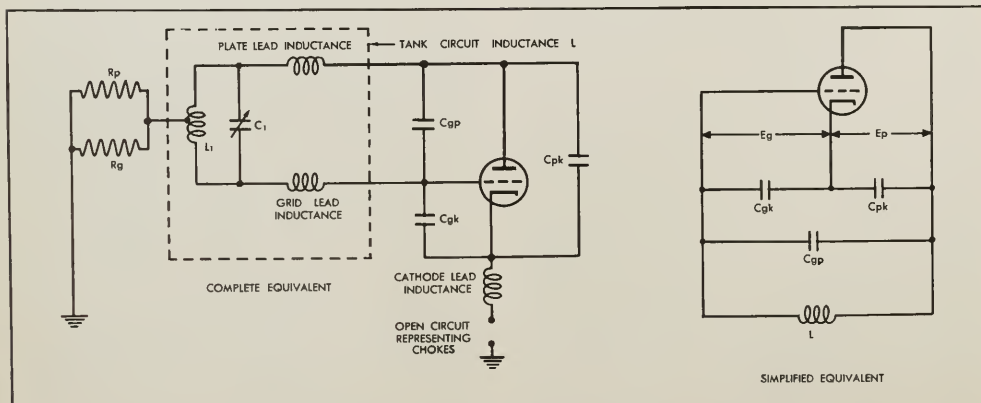 PLATE LEAD INDUCTANCE
TANK CIRCUIT INDUCTANCE L
Rp
Rg
L1
C1
Cgp
Cpk
GRID LEAD
INDUCTANCE
Cgk
COMPLETE EQUIVALENT
CATHODE LEAD
INDUCTANCE
OPEN CIRCUIT
REPRESENTING
CHOKES
Eg
Ep
Cgk
Cpk
Cgp
L
SIMPLIFIED EQUIVALENT